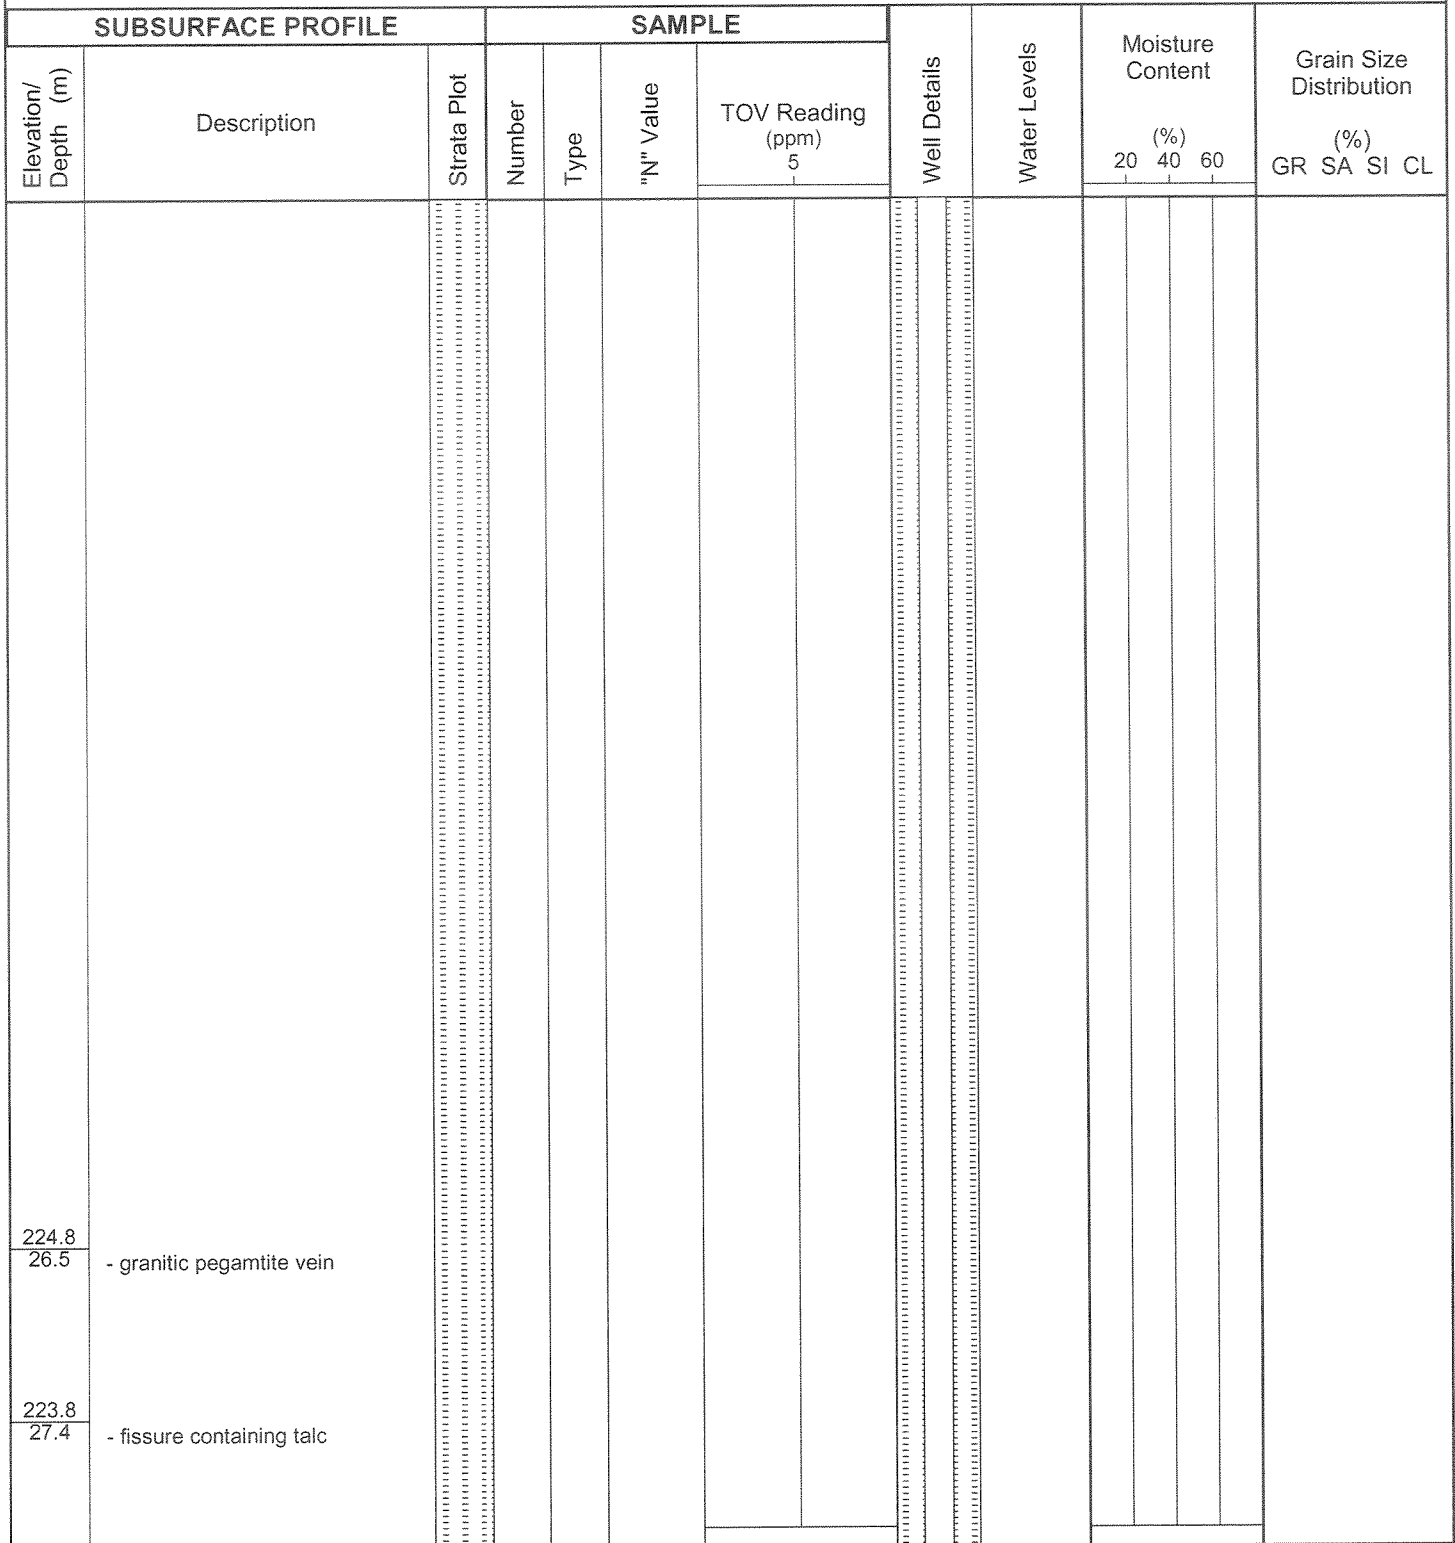 SUBSURFACE PROFILE
SAMPLE
Elevation/
Depth (m)
Description
Strata Plot
Number
Type
"N" Value
TOV Reading
(ppm)
5
Well Details
Water Levels
Moisture
Content
(%)
20 40 60
Grain Size
Distribution
(%)
GR SA SI CL
224.8
26.5
- granitic pegamtite vein
223.8
27.4
- fissure containing talc